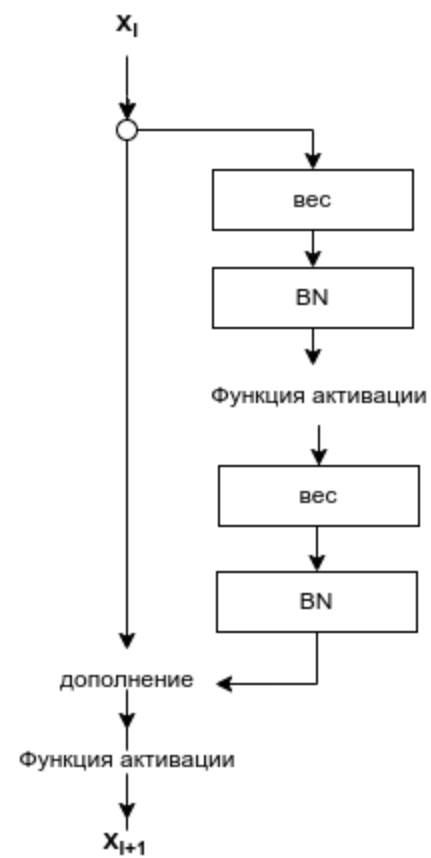 X_l
вес
BN
Функция активации
вес
BN
дополнение
Функция активации
X_l+1